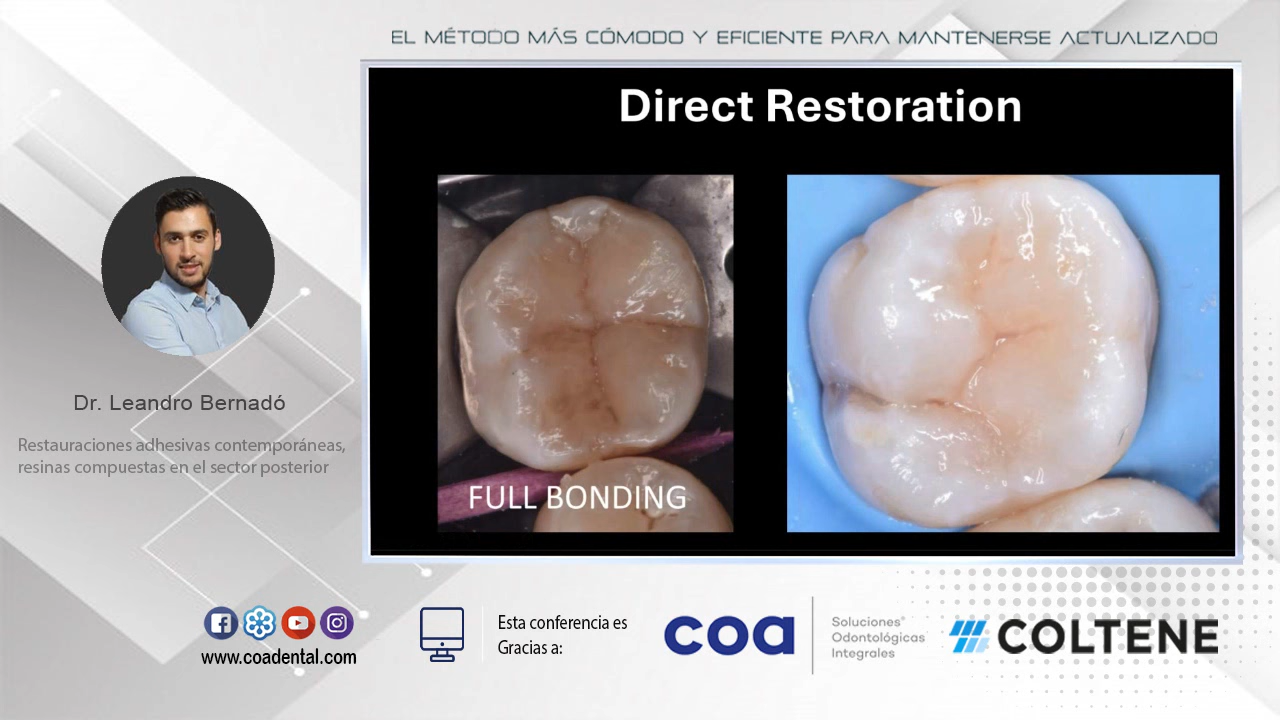 EL MÉTODO MÁS CÓMODO Y EFICIENTE PARA MANTENERSE ACTUALIZADO
Direct Restoration
FULL BONDING
Dr. Leandro Bernadó
Restauraciones adhesivas contemporáneas,
resinas compuestas en el sector posterior
www.coadental.com
Esta conferencia es
Gracias a:
coa
Soluciones®
Odontológicas
Integrales
COLTENE